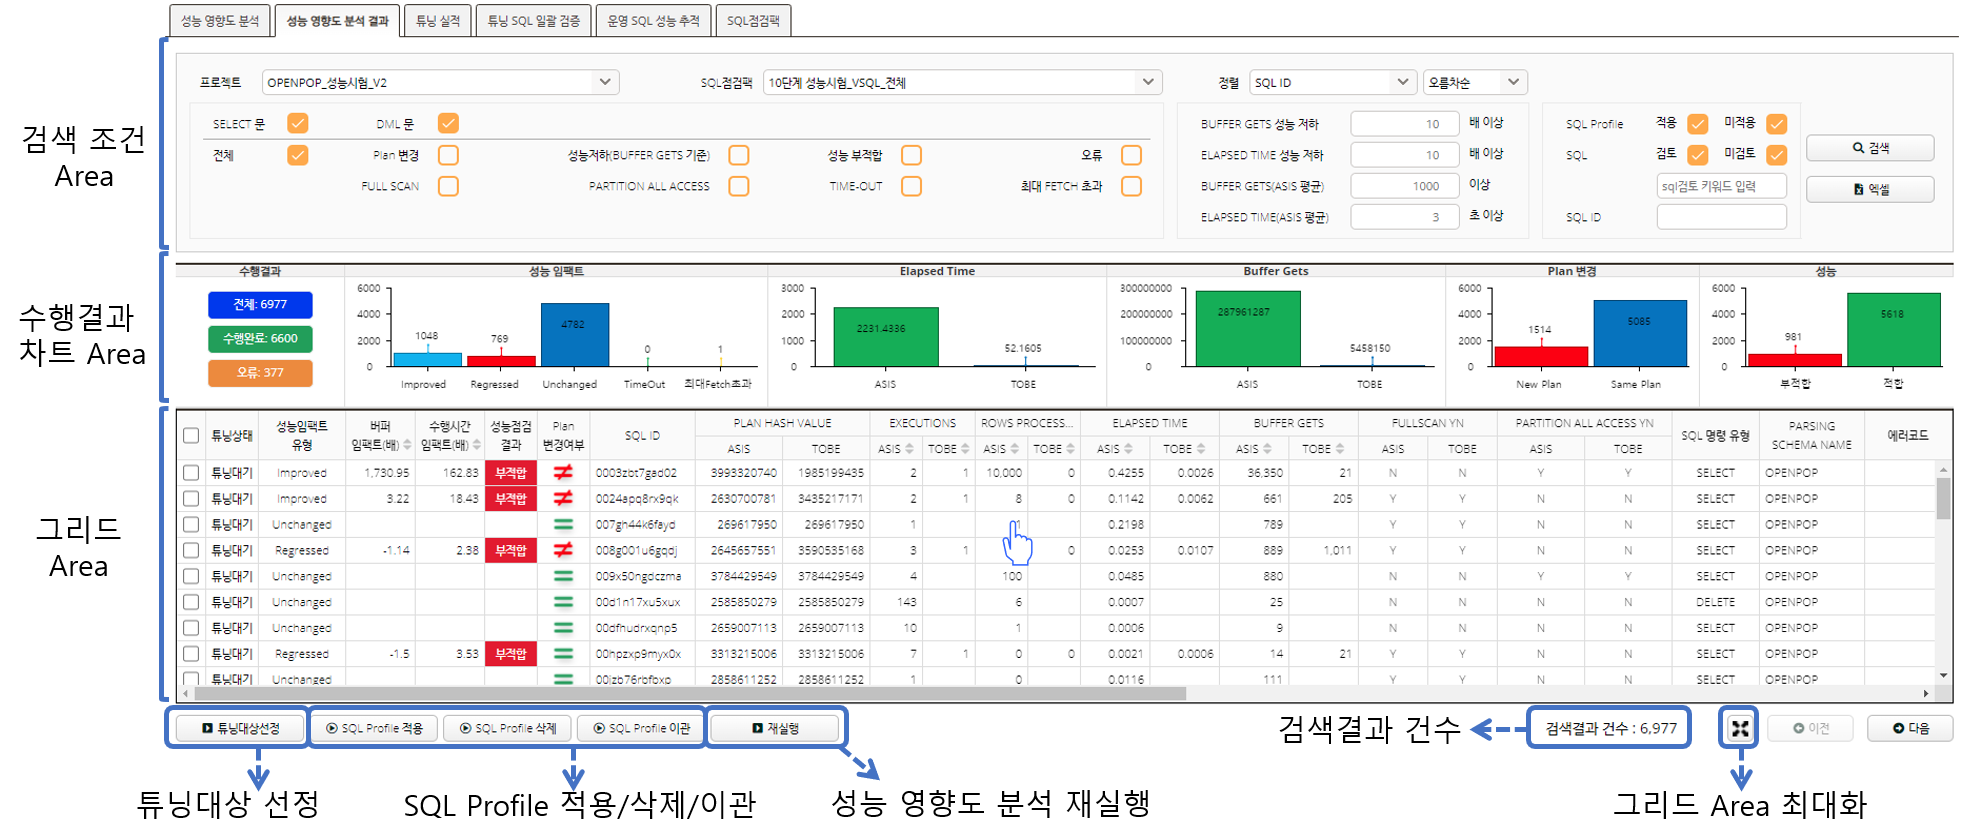 성능 영향도 분석 성능 영향도 분석 결과 튜닝 실적 튜닝 SQL 일괄 검증 운영 SQL 성능 추적 SQL점검팩
검색 조건
Area
프로젝트 OPENPOP_성능시험_V2 SQL점검팩 10단계 성능시험_VSQL_전체 정렬 SQL ID 오름차순
SELECT 문 DML 문
전체 Plan 변경 성능저하(BUFFER GETS 기준) 성능 부적합 오류
FULL SCAN PARTITION ALL ACCESS TIME-OUT 최대 FETCH 초과
BUFFER GETS 성능 저하 10 배 이상
ELAPSED TIME 성능 저하 10 배 이상
BUFFER GETS(ASIS 평균) 1000 이상
ELAPSED TIME(ASIS 평균) 3 초 이상
SQL Profile 적용 미적용
SQL 검토 미검토
sql검토 키워드 입력
SQL ID
검색
엑셀
수행결과
차트 Area
수행결과 성능 임팩트 Elapsed Time Buffer Gets Plan 변경 성능
전체: 6977
수행완료: 6600
오류: 377
6000
4000
2000
0
1048 769 4782 0 1
Improved Regressed Unchanged TimeOut 최대Fetch초과
3000
2000
1000
0
2231.4336 52.1605
ASIS TOBE
300000000
200000000
100000000
0
287961287 5458150
ASIS TOBE
6000
4000
2000
0
1514 5085
New Plan Same Plan
6000
4000
2000
0
981 5618
부적합 적합
그리드
Area
튜닝상태 성능임팩트 유형 버퍼 임팩트(배) 수행시간 임팩트(배) 성능점검 결과 Plan 변경여부 SQL ID PLAN HASH VALUE EXECUTIONS ROWS PROCESS... ELAPSED TIME BUFFER GETS FULLSCAN YN PARTITION ALL ACCESS YN SQL 명령 유형 PARSING SCHEMA NAME 에러코드
ASIS TOBE ASIS TOBE ASIS TOBE ASIS TOBE ASIS TOBE ASIS TOBE ASIS TOBE
튜닝대기 Improved 1,730.95 162.83 부적합 0003zbt7gad02 3993320740 1985199435 2 1 10,000 0 0.4255 0.0026 36,350 21 N N Y Y SELECT OPENPOP
튜닝대기 Improved 3.22 18.43 부적합 0024apq8rx9qk 2630700781 3435217171 2 1 8 0 0.1142 0.0062 661 205 Y Y N N SELECT OPENPOP
튜닝대기 Unchanged 007gh44k6fayd 269617950 269617950 1 1 0.2198 789 Y Y N N SELECT OPENPOP
튜닝대기 Regressed -1.14 2.38 부적합 008g001u6gqdj 2645657551 3590535168 3 1 0 0.0253 0.0107 889 1,011 Y Y N N SELECT OPENPOP
튜닝대기 Unchanged 009x50ngdczma 3784429549 3784429549 4 100 0.0485 880 N N Y Y SELECT OPENPOP
튜닝대기 Unchanged 00d1n17xu5xux 2585850279 2585850279 143 6 0.0007 25 N N N N DELETE OPENPOP
튜닝대기 Unchanged 00dfhudrxqnp5 2659007113 2659007113 10 1 0.0006 9 N N N N SELECT OPENPOP
튜닝대기 Regressed -1.5 3.53 부적합 00hpzxp9myx0x 3313215006 3313215006 7 1 0 0 0.0021 0.0006 14 21 Y Y N N SELECT OPENPOP
튜닝대기 Unchanged 00jzb76rbfbxp 2858611252 2858611252 1 0 0.0116 111 Y Y N N SELECT OPENPOP
튜닝대상선정 SQL Profile 적용 SQL Profile 삭제 SQL Profile 이관 재실행 검색결과 건수 검색결과 건수 : 6,977 이전 다음
튜닝대상 선정 SQL Profile 적용/삭제/이관 성능 영향도 분석 재실행 그리드 Area 최대화